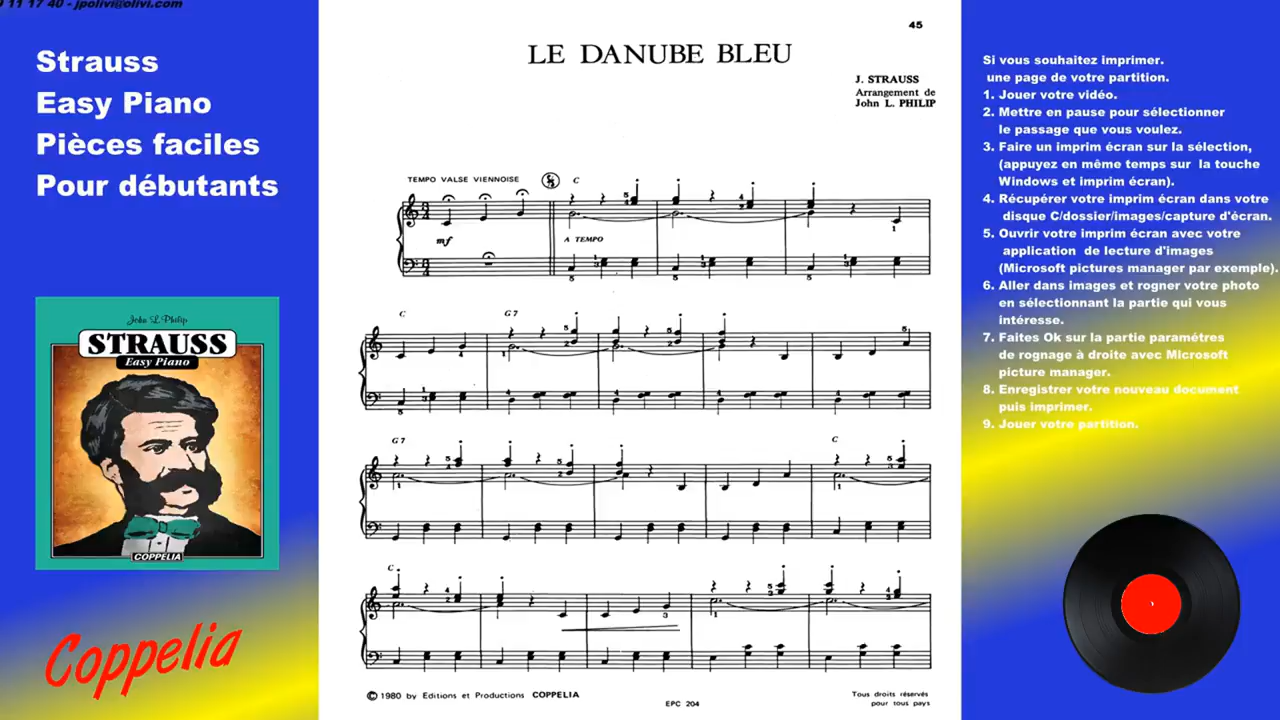 11 17 40 - jpolivi@olivi.com
Strauss
Easy Piano
Pièces faciles
Pour débutants
John L Philip
STRAUSS
Easy Piano
COPPELIA
Coppelia
45
LE DANUBE BLEU
J. STRAUSS
Arrangement de
John L. PHILIP
TEMPO VALSE VIENNOISE
C
mf
A TEMPO
C
G7
G7
C
C
© 1980 by Editions et Productions COPPELIA
EPC 204
Tous droits réservés
pour tous pays
Si vous souhaitez imprimer.
une page de votre partition.
1. Jouer votre vidéo.
2. Mettre en pause pour sélectionner
le passage que vous voulez.
3. Faire un imprim écran sur la sélection,
(appuyez en même temps sur la touche
Windows et imprim écran).
4. Récupérer votre imprim écran dans votre
disque C/dossier/images/capture d'écran.
5. Ouvrir votre imprim écran avec votre
application de lecture d'images
(Microsoft pictures manager par exemple).
6. Aller dans images et rogner votre photo
en sélectionnant la partie qui vous
intéresse.
7. Faites Ok sur la partie paramétres
de rognage à droite avec Microsoft
picture manager.
8. Enregistrer votre nouveau document
puis imprimer.
9. Jouer votre partition.